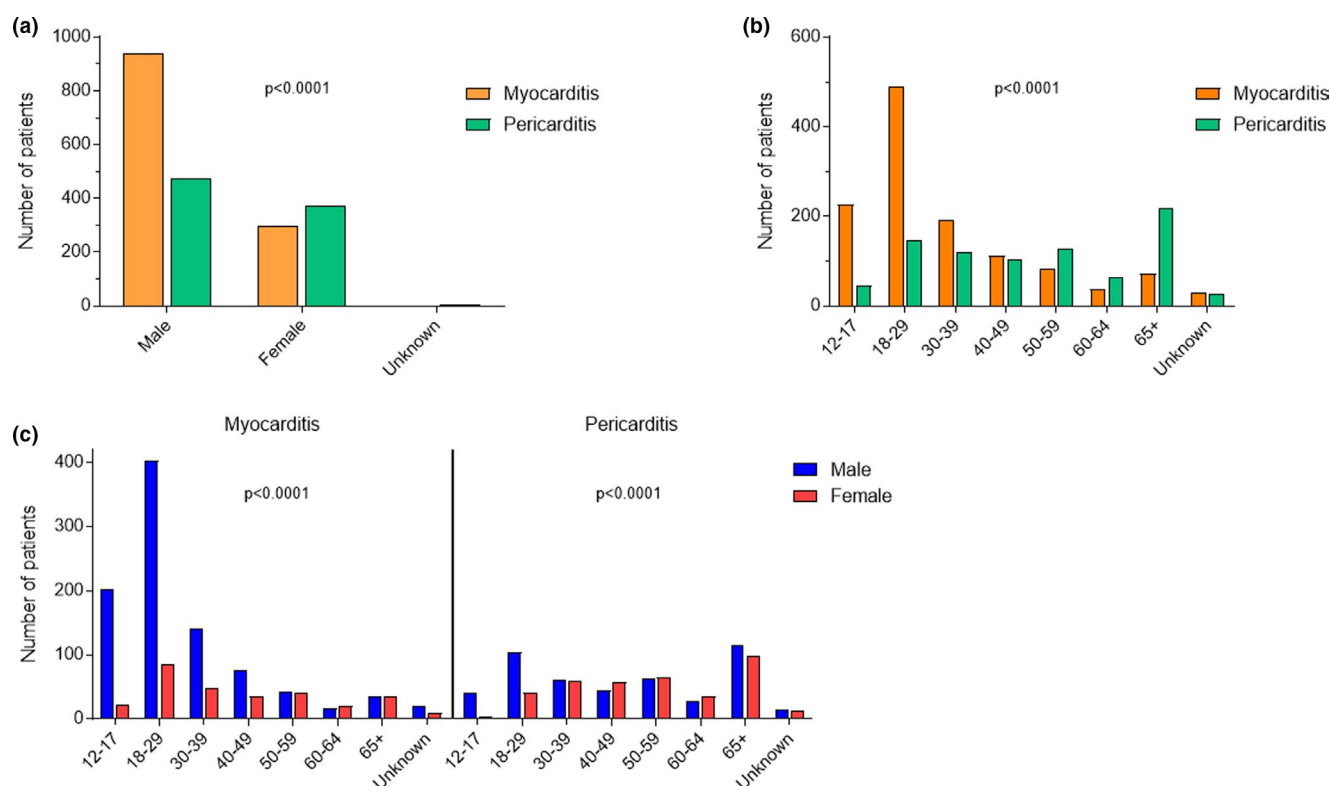 (a)
Number of patients
1000
800
600
400
200
0
p<0.0001
Myocarditis
Pericarditis
Male
Female
Unknown
(b)
Number of patients
600
400
200
0
p<0.0001
Myocarditis
Pericarditis
12-17
18-29
30-39
40-49
50-59
60-64
65+
Unknown
(c)
Myocarditis
Pericarditis
Number of patients
400
300
200
100
0
p<0.0001
p<0.0001
Male
Female
12-17
18-29
30-39
40-49
50-59
60-64
65+
Unknown
12-17
18-29
30-39
40-49
50-59
60-64
65+
Unknown